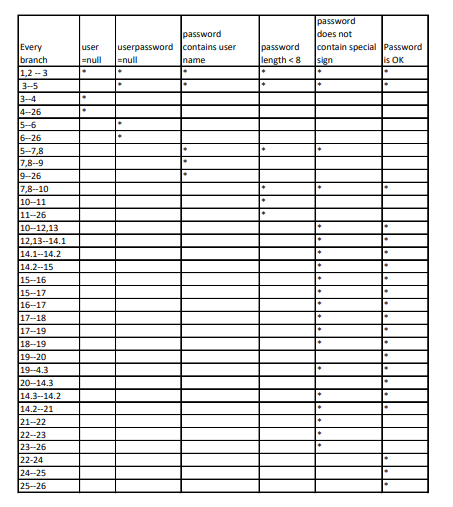 Every branch
user =null
userpassword =null
password contains user name
password length < 8
password does not contain special sign
Password is OK
1,2 -- 3 * * * * * *
3--5 * * * * *
3--4 *
4--26 *
5--6 *
6--26 *
5--7,8 * * *
7,8--9 *
9--26 *
7,8--10 * * *
10--11 *
11--26 *
10--12,13 * *
12,13--14.1 * *
14.1--14.2 * *
14.2--15 * *
15--16 * *
15--17 * *
16--17 * *
17--18 * *
17--19 * *
18--19 * *
19--20 *
19--4.3 * *
20--14.3 *
14.3--14.2 * *
14.2--21 * *
21--22 *
22--23 *
23--26 *
22-24 *
24--25 *
25--26 *